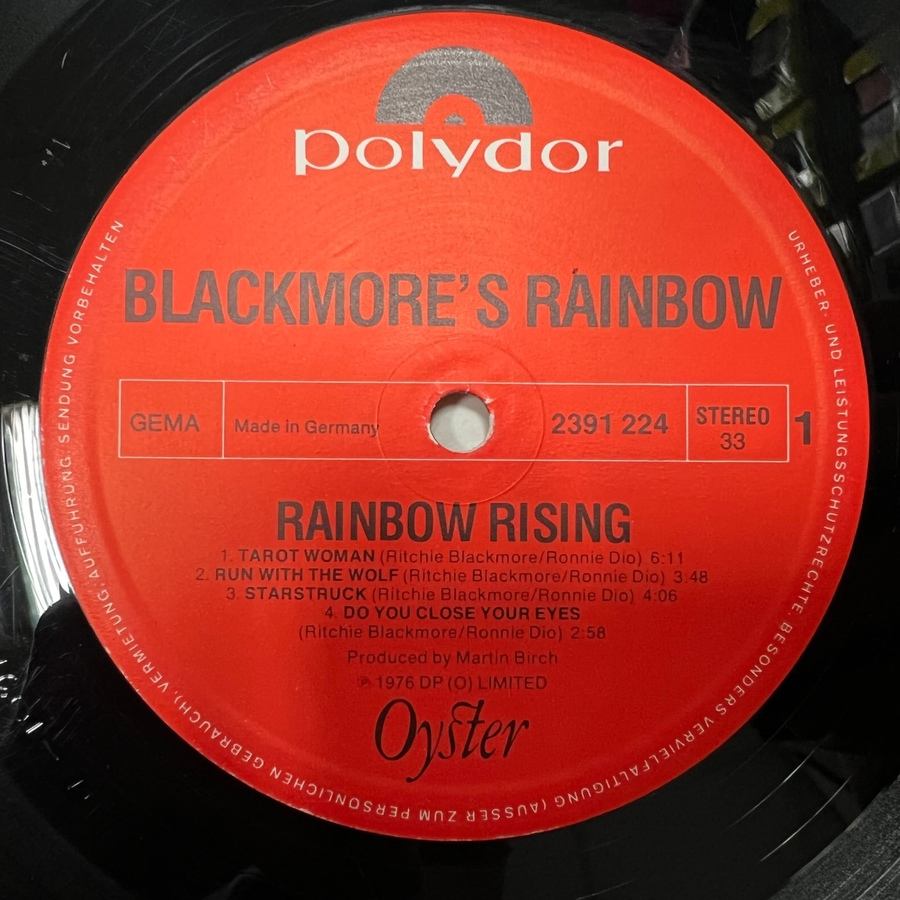 polydor
BLACKMORE'S RAINBOW
GEMA
Made in Germany
2391 224
STEREO
33
1
RAINBOW RISING
1. TAROT WOMAN (Ritchie Blackmore/Ronnie Dio) 6:11
2. RUN WITH THE WOLF (Ritchie Blackmore/Ronnie Dio) 3:48
3. STARSTRUCK (Ritchie Blackmore/Ronnie Dio) 4:06
4. DO YOU CLOSE YOUR EYES
(Ritchie Blackmore/Ronnie Dio) 2:58
Produced by Martin Birch
℗ 1976 DP (O) LIMITED
Oyster
URHEBER- UND LEISTUNGSSCHUTZRECHTE, BESONDERS VERVIELFÄLTIGUNG (AUSSER ZUM PERSÖNLICHEN GEBRAUCH), VERMIETUNG, AUFFÜHRUNG, SENDUNG VORBEHALTEN